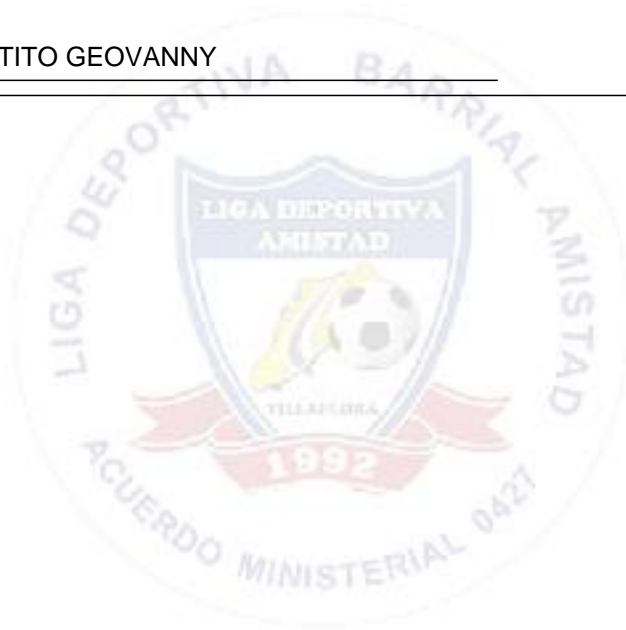 TITO GEOVANNY
LIGA DEPORTIVA BARRIAL AMISTAD
LIGA DEPORTIVA
AMISTAD
VILLAFLORA
1992
ACUERDO MINISTERIAL 0427